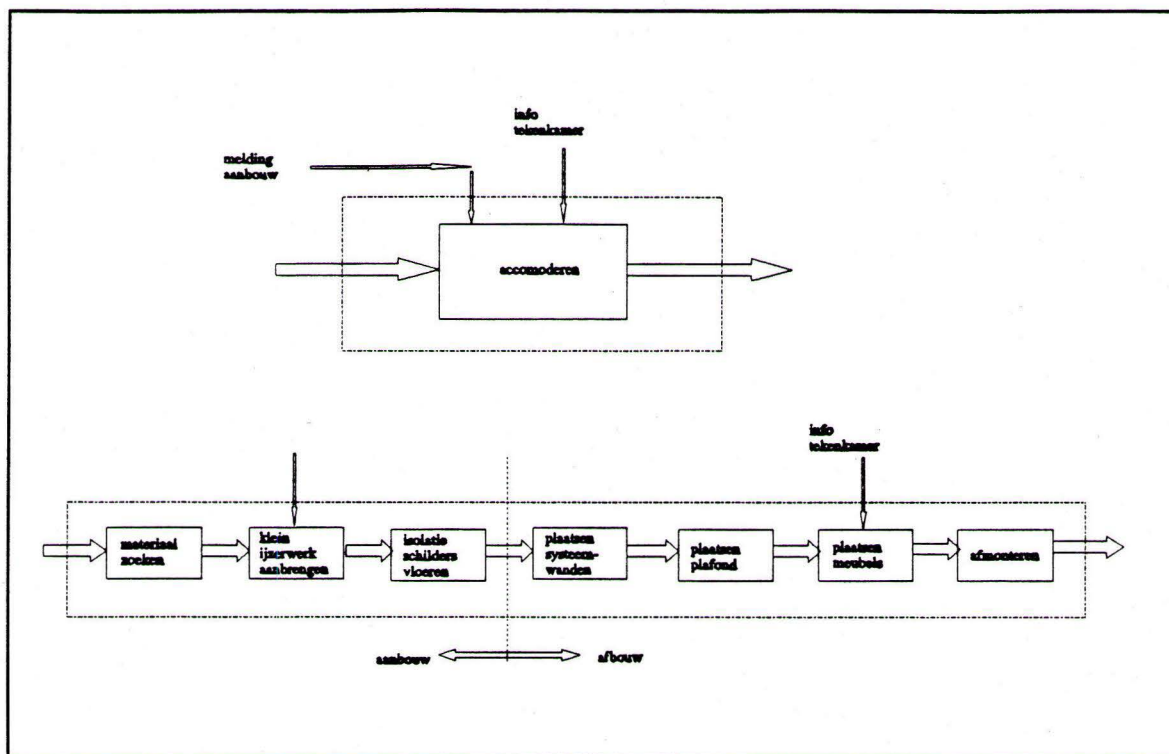 info
tekenkamer
melding
aanbouw
accomoderen
info
tekenkamer
materiaal
zoeken
klein
ijzerwerk
aanbrengen
isolatie
schilders
vloeren
plaatsen
systeem-
wanden
plaatsen
plafond
plaatsen
meubels
afmonteren
aanbouw
afbouw